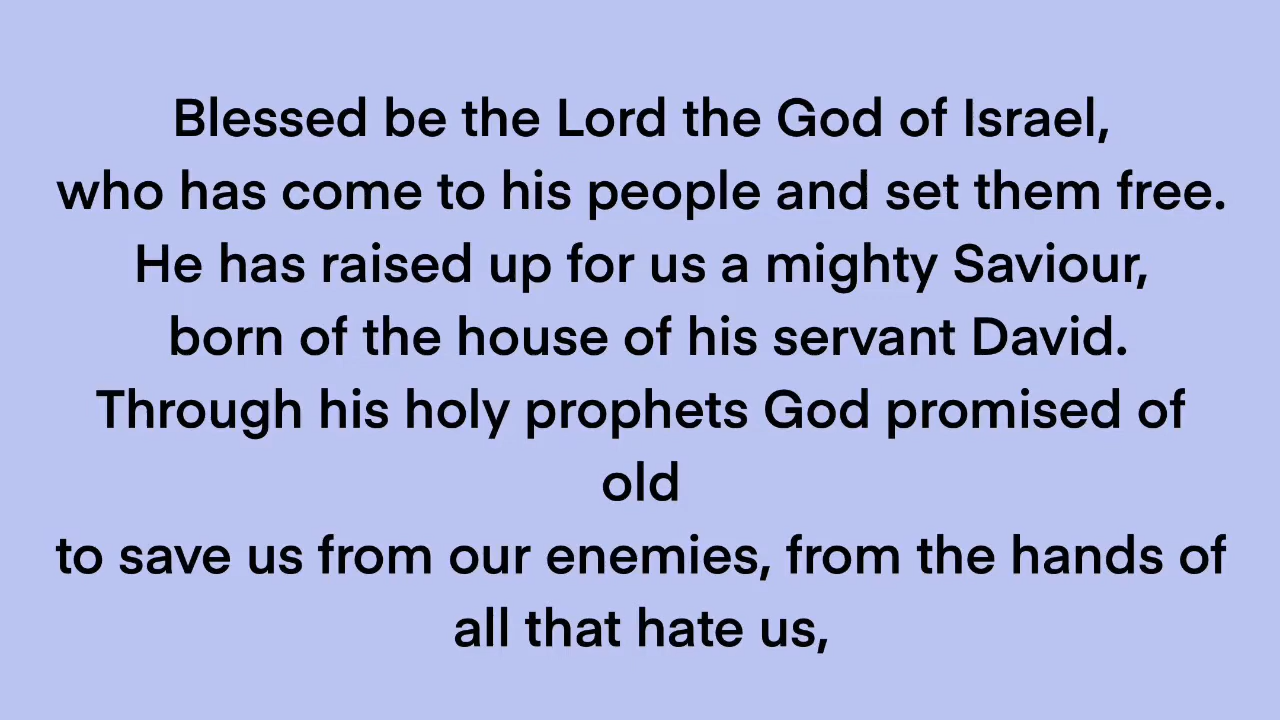 Blessed be the Lord the God of Israel,
who has come to his people and set them free.
He has raised up for us a mighty Saviour,
born of the house of his servant David.
Through his holy prophets God promised of
old
to save us from our enemies, from the hands of
all that hate us,